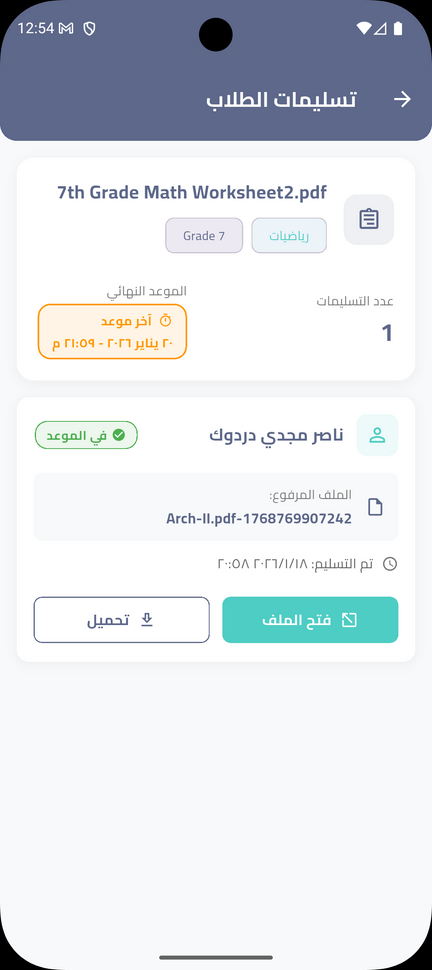 12:54
تسليمات الطلاب
7th Grade Math Worksheet2.pdf
رياضيات
Grade 7
عدد التسليمات
1
الموعد النهائي
آخر موعد
٢٠ يناير ٢٠٢٦ - ٢١:٥٩ م
ناصر مجدي دردوك
في الموعد
الملف المرفوع:
1768769907242-Arch-II.pdf
تم التسليم: ٢٠٢٦/١/١٨ ٢٠:٥٨
فتح الملف
تحميل